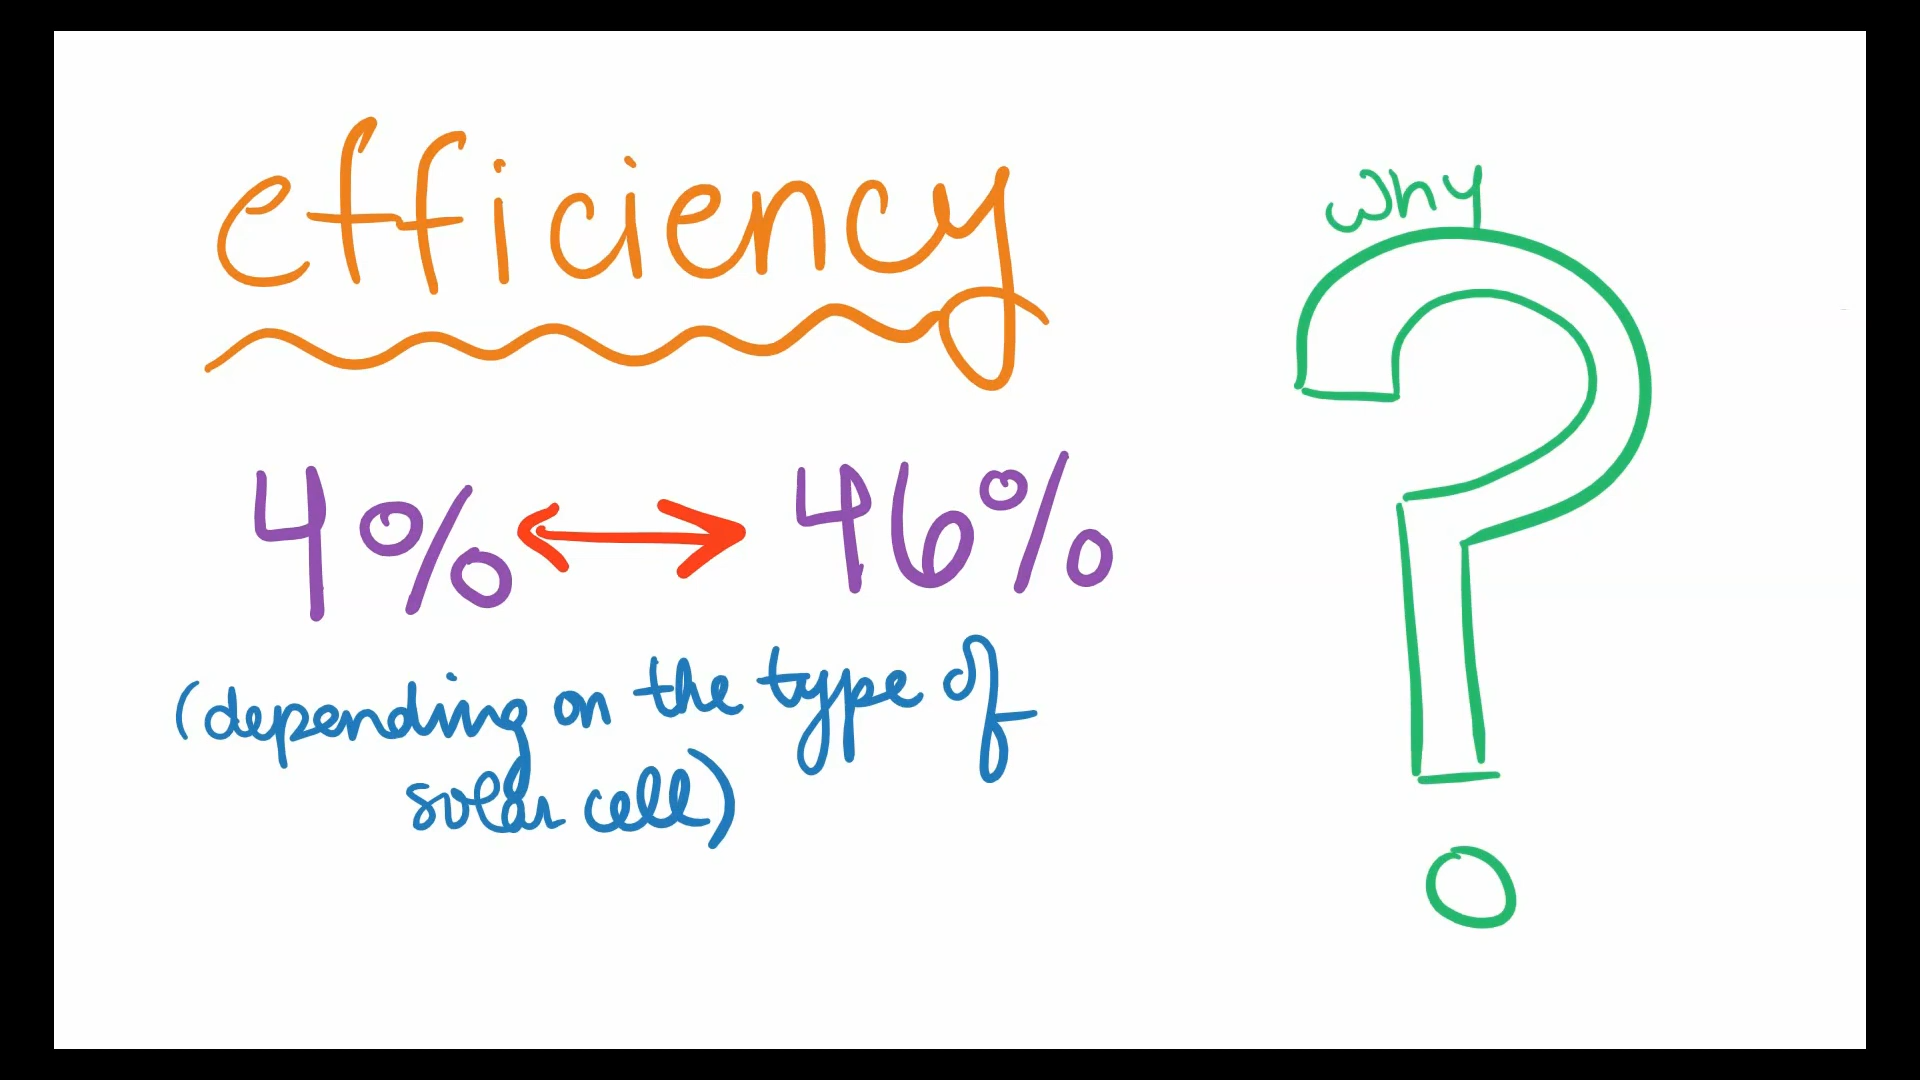 efficiency
4% ↔ 46%
(depending on the type of
solar cell)
why
?